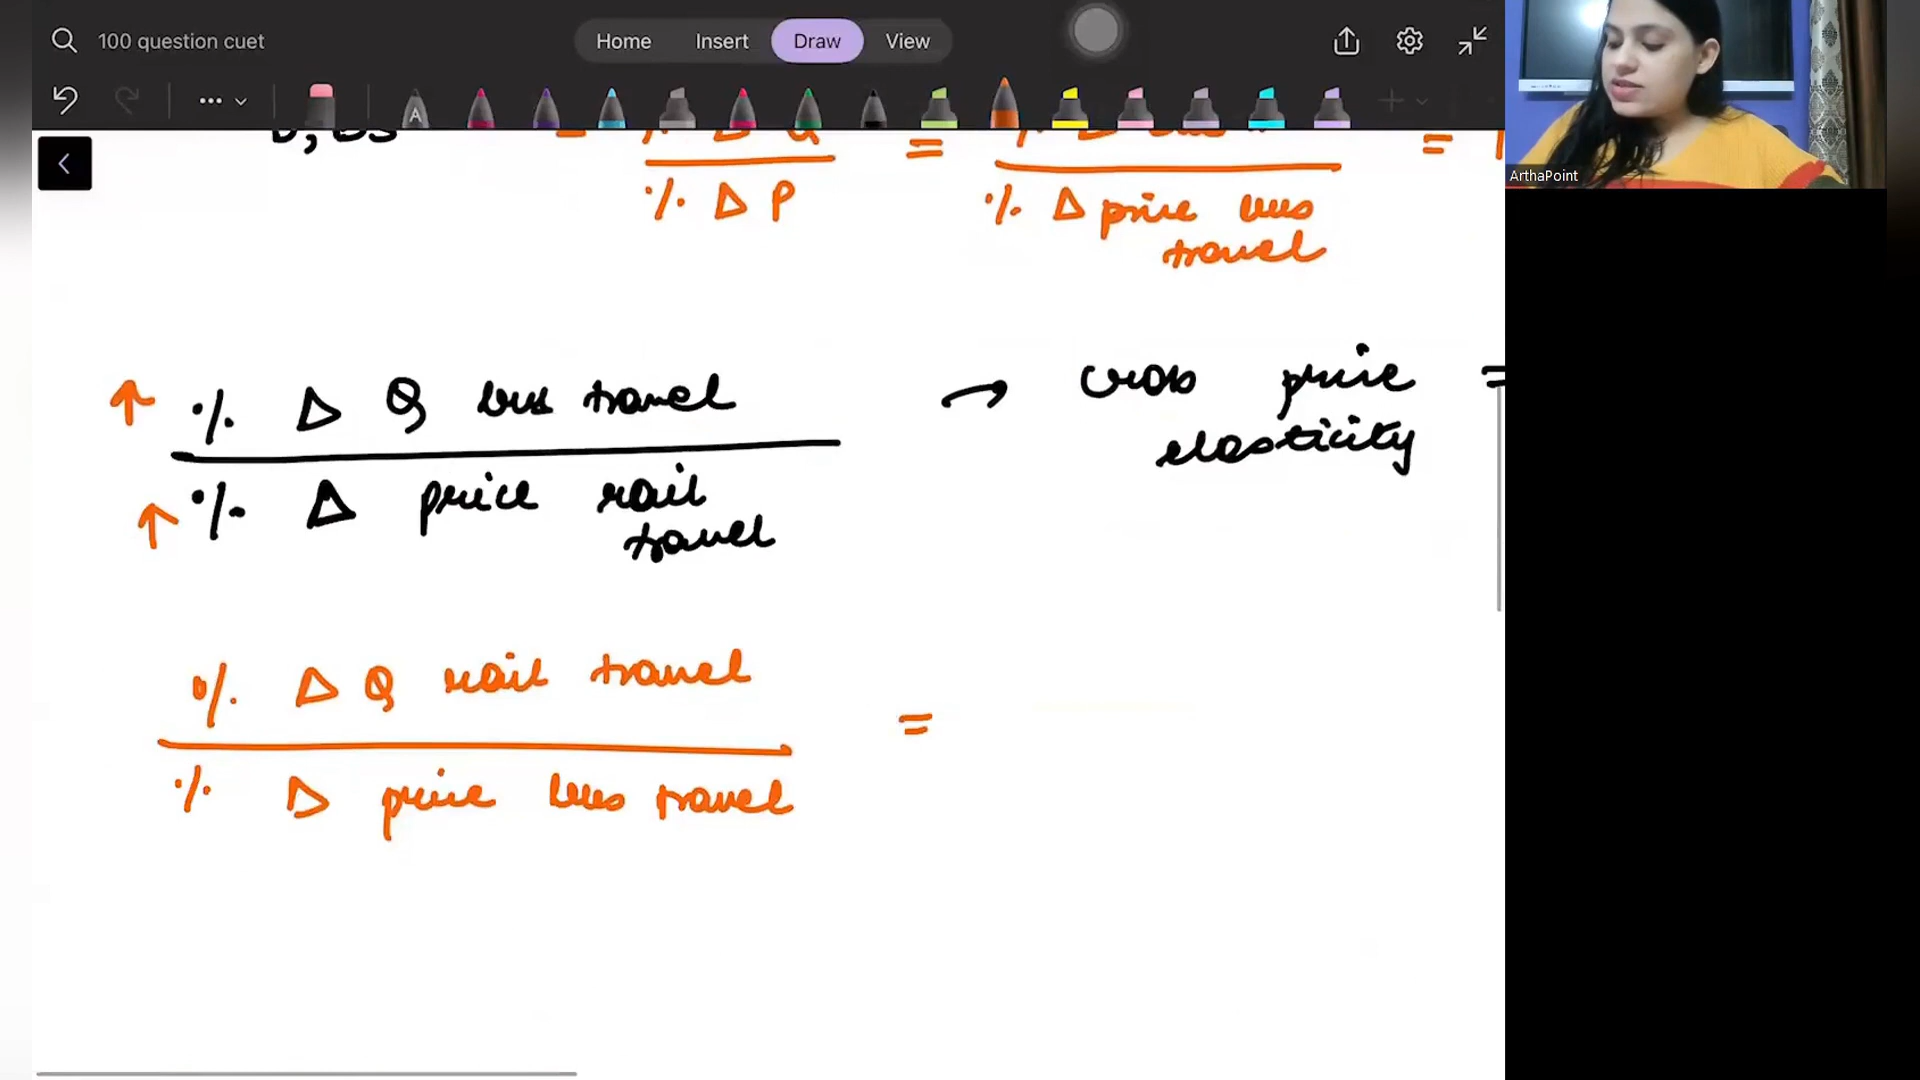 100 question cuet
Home Insert Draw View
A
ArthaPoint
= % Δ Q = % Δ =
% Δ P % Δ price bus
travel
↑ % Δ Q bus travel → cross price =
elasticity
↑ % Δ price rail
travel
% Δ Q rail travel =
% Δ price bus travel